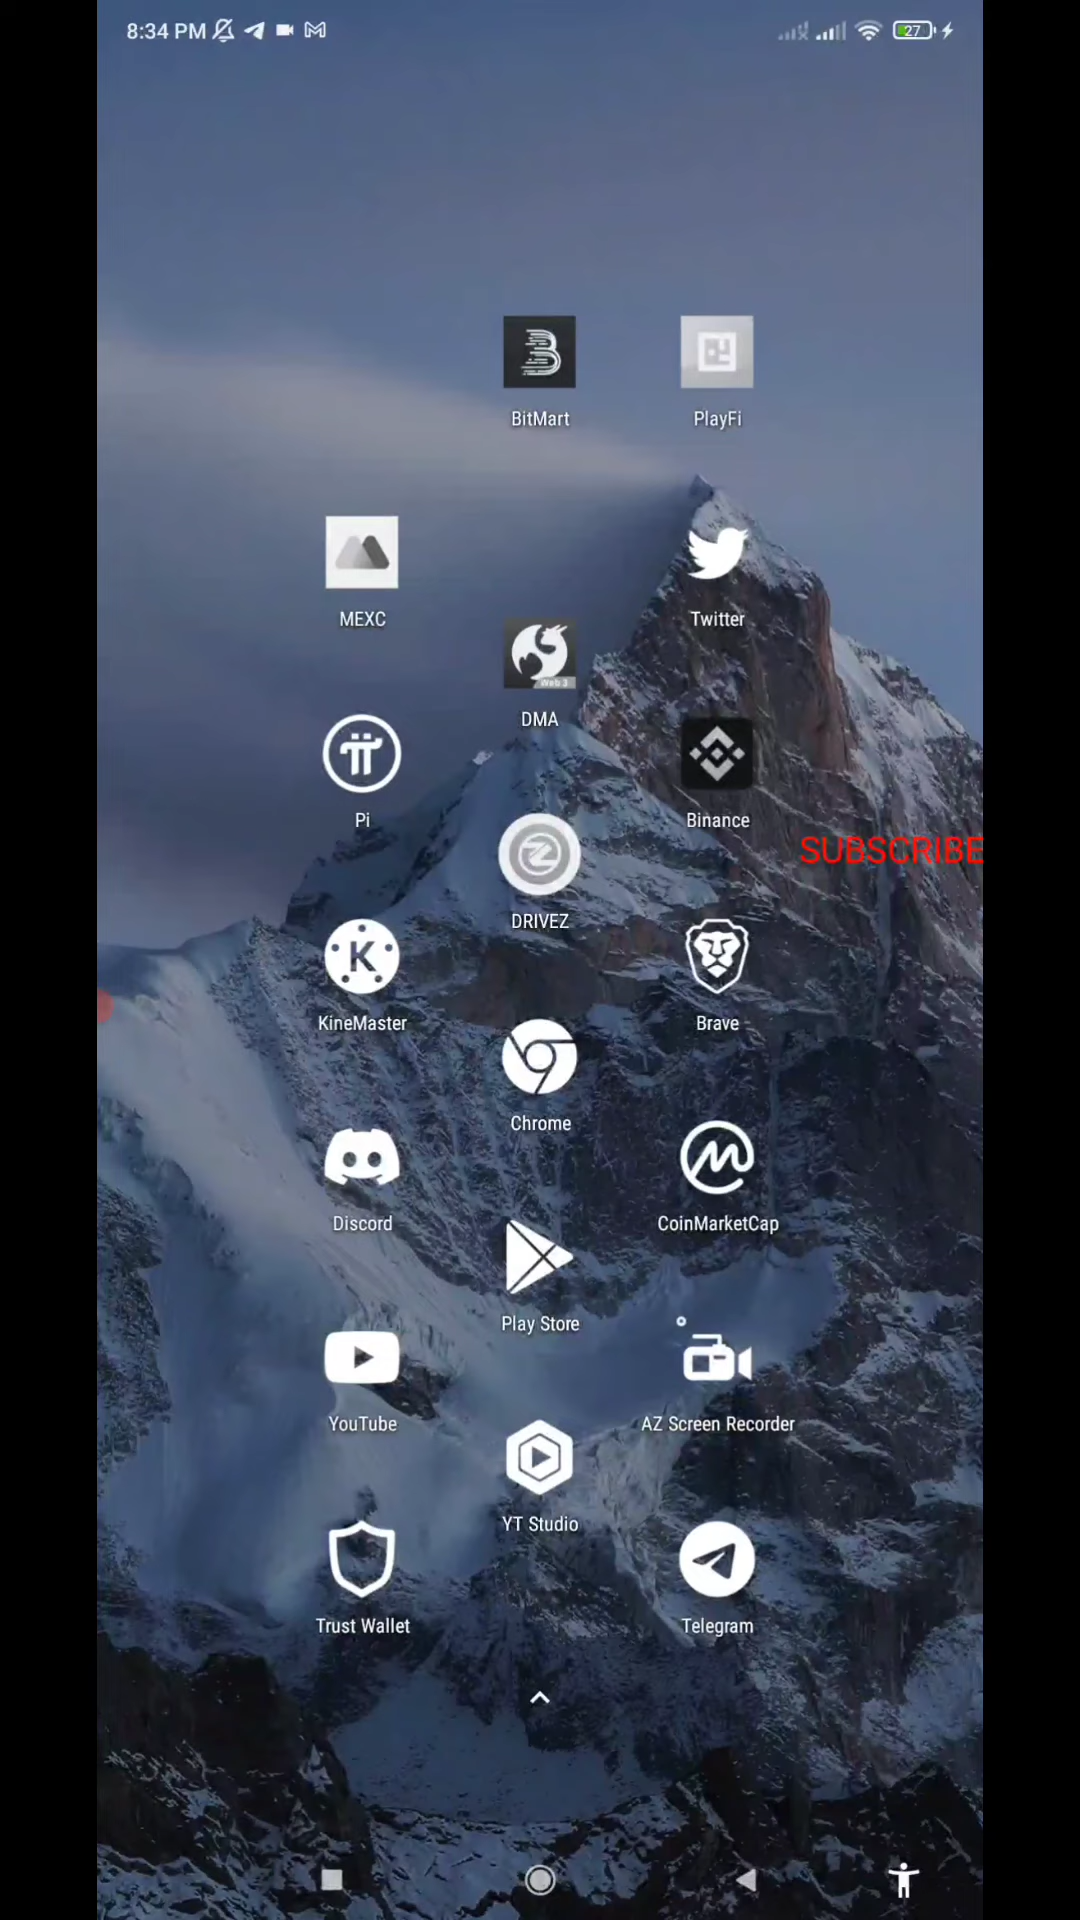 8:34 PM
27
BitMart
PlayFi
MEXC
Twitter
Web3
DMA
Pi
Binance
SUBSCRIBE
DRIVEZ
K
KineMaster
Brave
Chrome
Discord
CoinMarketCap
Play Store
YouTube
AZ Screen Recorder
YT Studio
Trust Wallet
Telegram